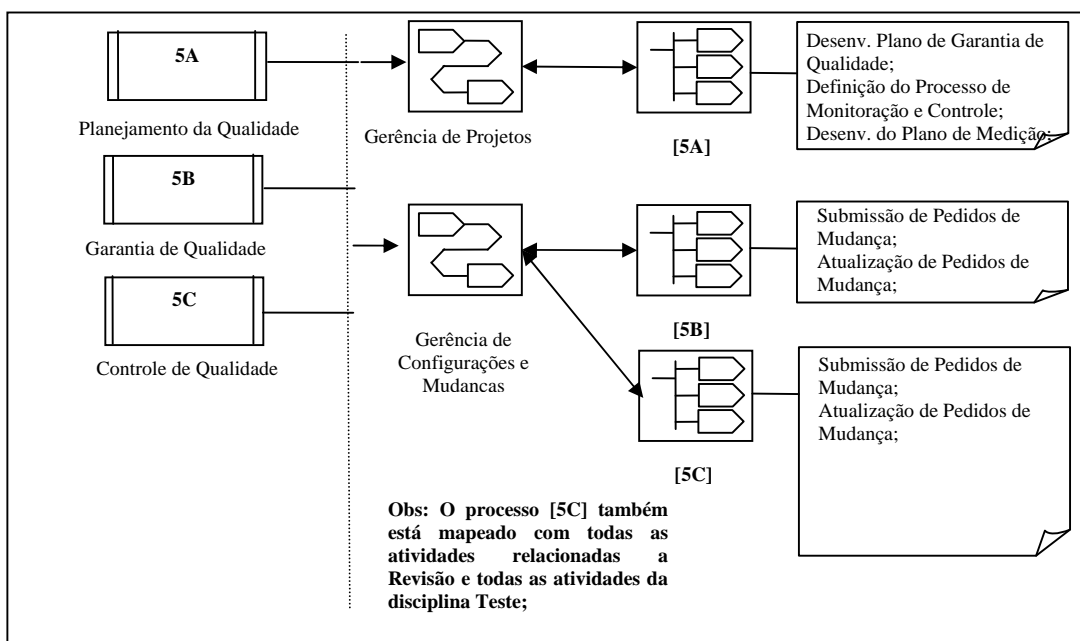 5A
Planejamento da Qualidade
5B
Garantia de Qualidade
5C
Controle de Qualidade
Gerência de Projetos
[5A]
Desenv. Plano de Garantia de
Qualidade;
Definição do Processo de
Monitoração e Controle;
Desenv. do Plano de Medição;
Gerência de
Configurações e
Mudancas
[5B]
Submissão de Pedidos de
Mudança;
Atualização de Pedidos de
Mudança;
[5C]
Submissão de Pedidos de
Mudança;
Atualização de Pedidos de
Mudança;
Obs: O processo [5C] também
está mapeado com todas as
atividades relacionadas a
Revisão e todas as atividades da
disciplina Teste;